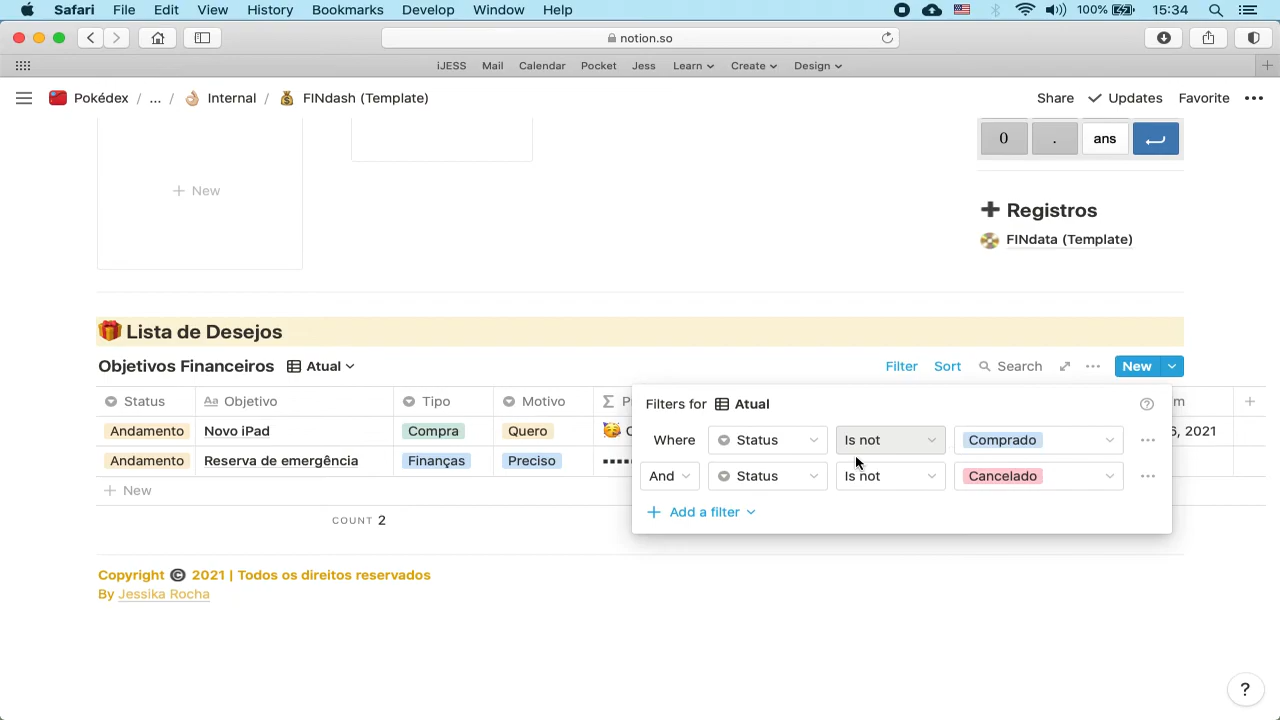 Safari File Edit View History Bookmarks Develop Window Help 100% 15:34
notion.so
iJESS Mail Calendar Pocket Jess Learn Create Design
Pokédex / ... / Internal / FINdash (Template) Share Updates Favorite
0 . ans
+ New
Registros
FINdata (Template)
Lista de Desejos
Objetivos Financeiros Atual Filter Sort Search New
Status Aa Objetivo Tipo Motivo
Filters for Atual
Andamento Novo iPad Compra Quero
Where Status Is not Comprado
Andamento Reserva de emergência Finanças Preciso
And Status Is not Cancelado
+ New
+ Add a filter
COUNT 2
Copyright © 2021 | Todos os direitos reservados
By Jessika Rocha
?